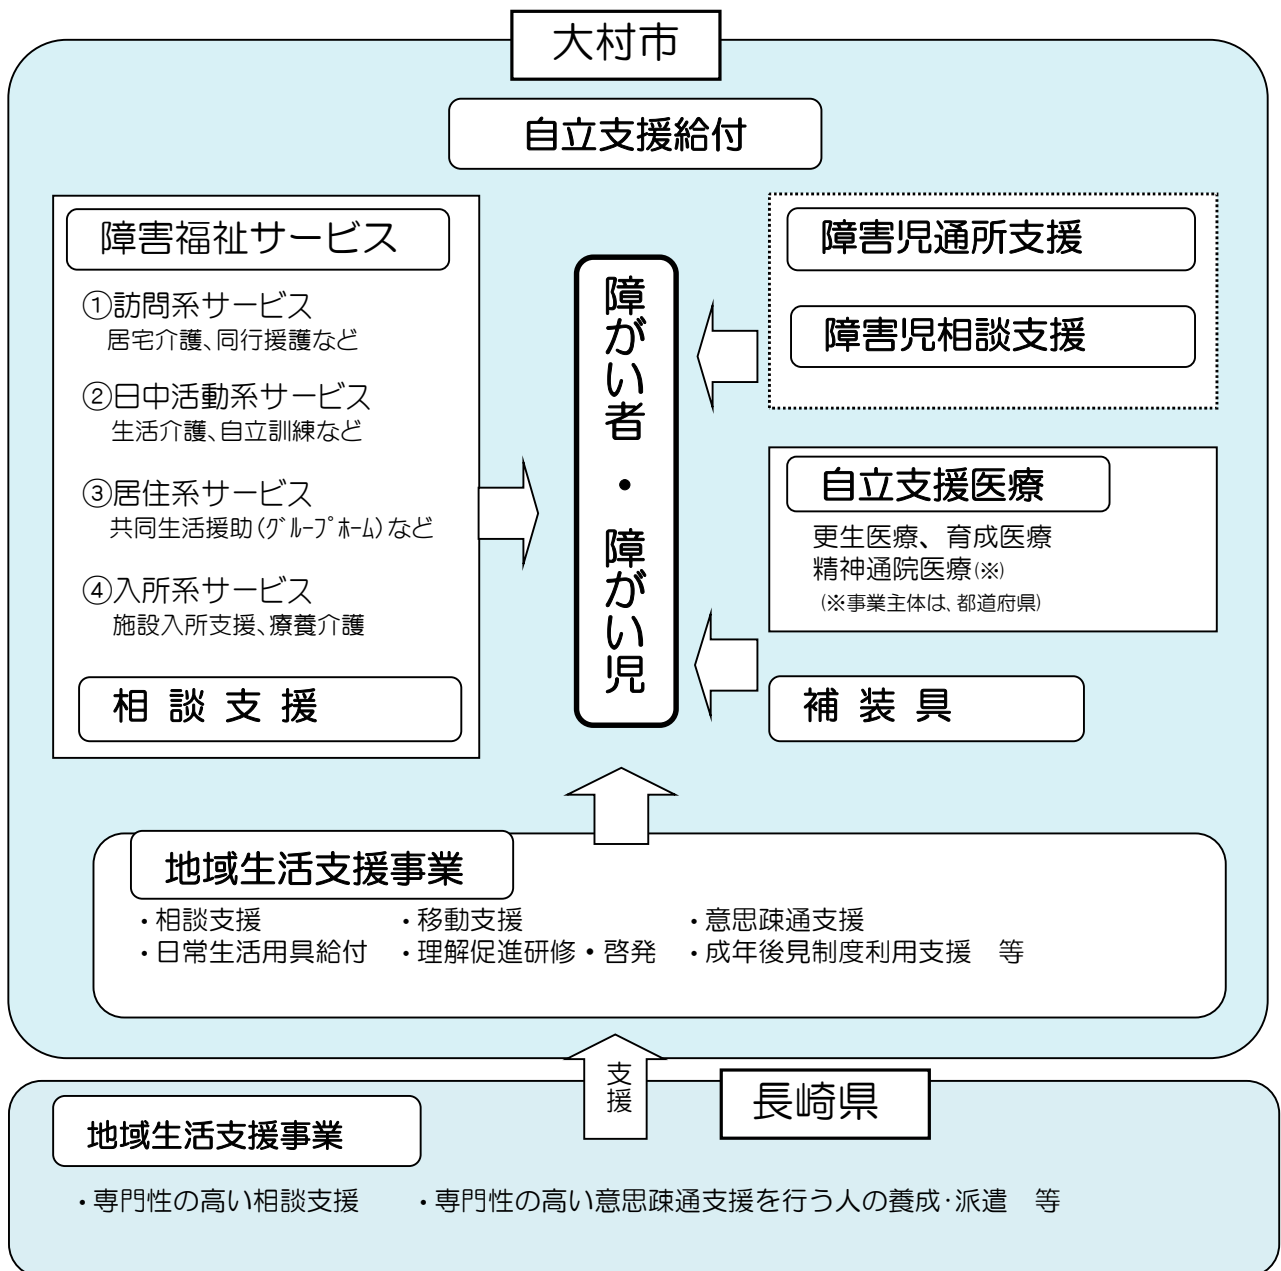 大村市
自立支援給付
障害福祉サービス
①訪問系サービス
居宅介護、同行援護など
②日中活動系サービス
生活介護、自立訓練など
③居住系サービス
共同生活援助(ｸﾞﾙｰﾌﾟﾎｰﾑ)など
④入所系サービス
施設入所支援、療養介護
相談支援
障がい者・障がい児
障害児通所支援
障害児相談支援
自立支援医療
更生医療、育成医療
精神通院医療(※)
(※事業主体は、都道府県)
補装具
地域生活支援事業
・相談支援 ・移動支援 ・意思疎通支援
・日常生活用具給付 ・理解促進研修・啓発 ・成年後見制度利用支援 等
支援
長崎県
地域生活支援事業
・専門性の高い相談支援 ・専門性の高い意思疎通支援を行う人の養成･派遣 等